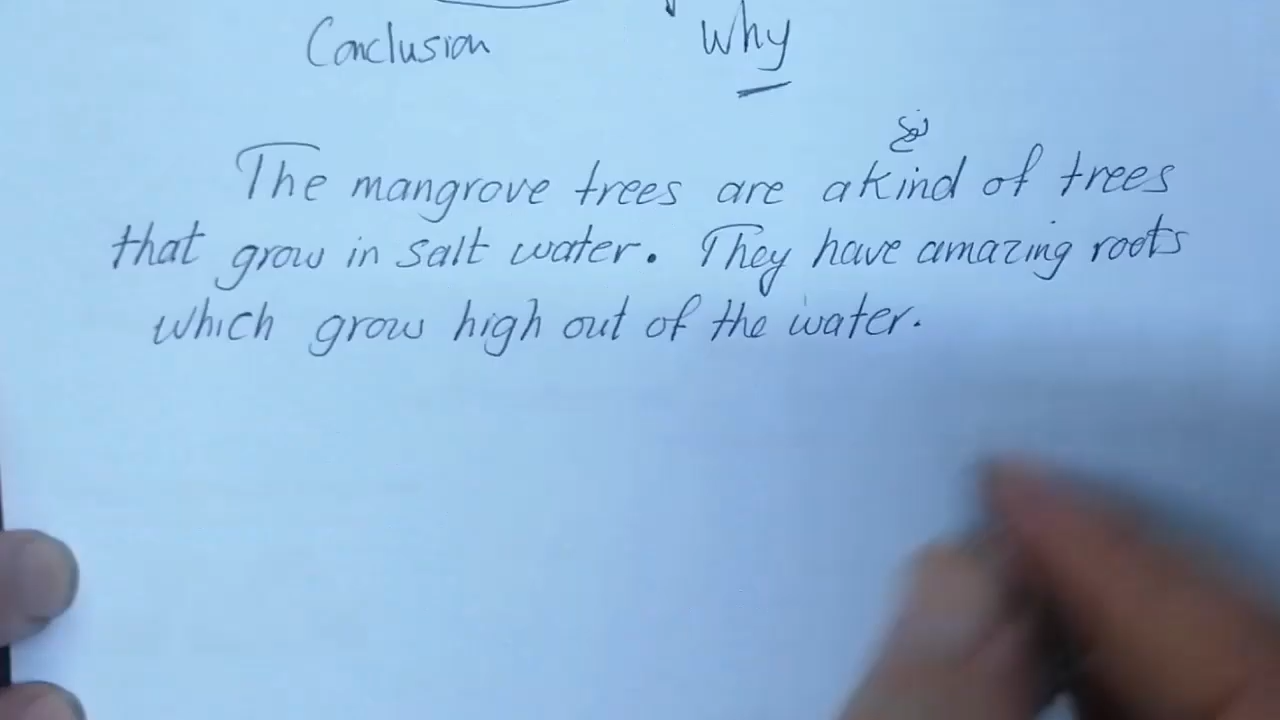 Conclusion Why
نوع
The mangrove trees are a kind of trees
that grow in salt water. They have amazing roots
which grow high out of the water.